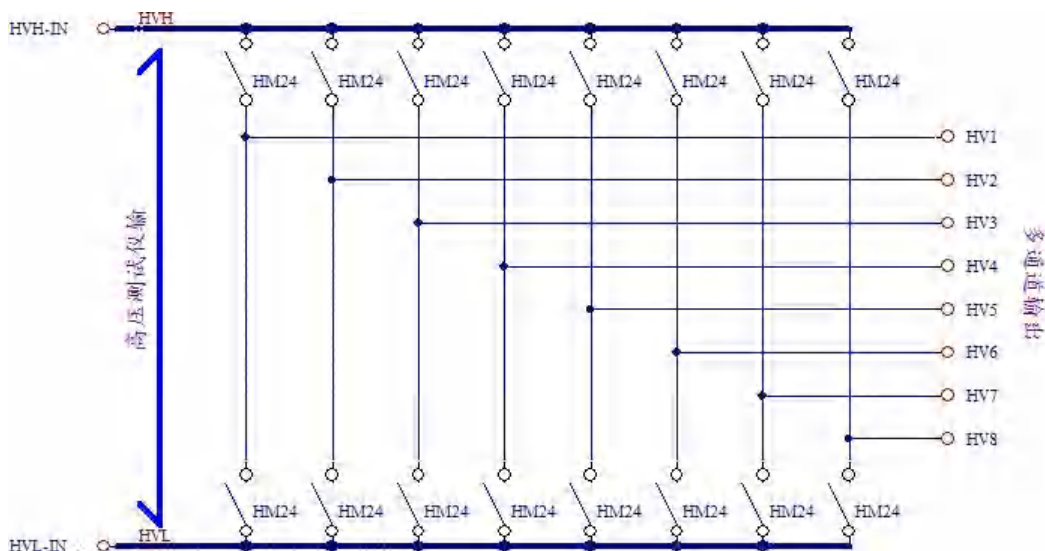 HVH-IN
HVH
HM24
HM24
HM24
HM24
HM24
HM24
HM24
HM24
HV1
HV2
HV3
HV4
HV5
HV6
HV7
HV8
高压测试仪输
多通道输出
HM24
HM24
HM24
HM24
HM24
HM24
HM24
HM24
HVL-IN
HVL